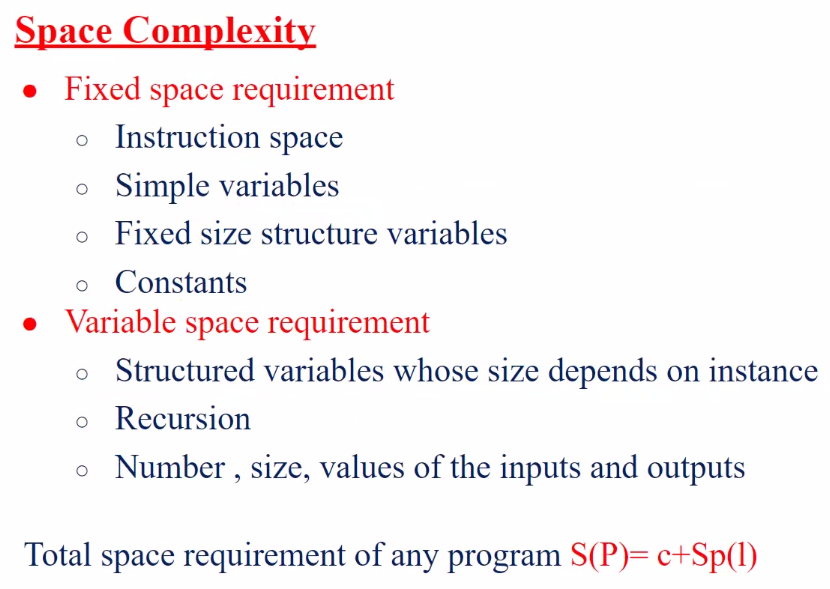 Space Complexity
● Fixed space requirement
○ Instruction space
○ Simple variables
○ Fixed size structure variables
○ Constants
● Variable space requirement
○ Structured variables whose size depends on instance
○ Recursion
○ Number , size, values of the inputs and outputs
Total space requirement of any program S(P)= c+Sp(l)